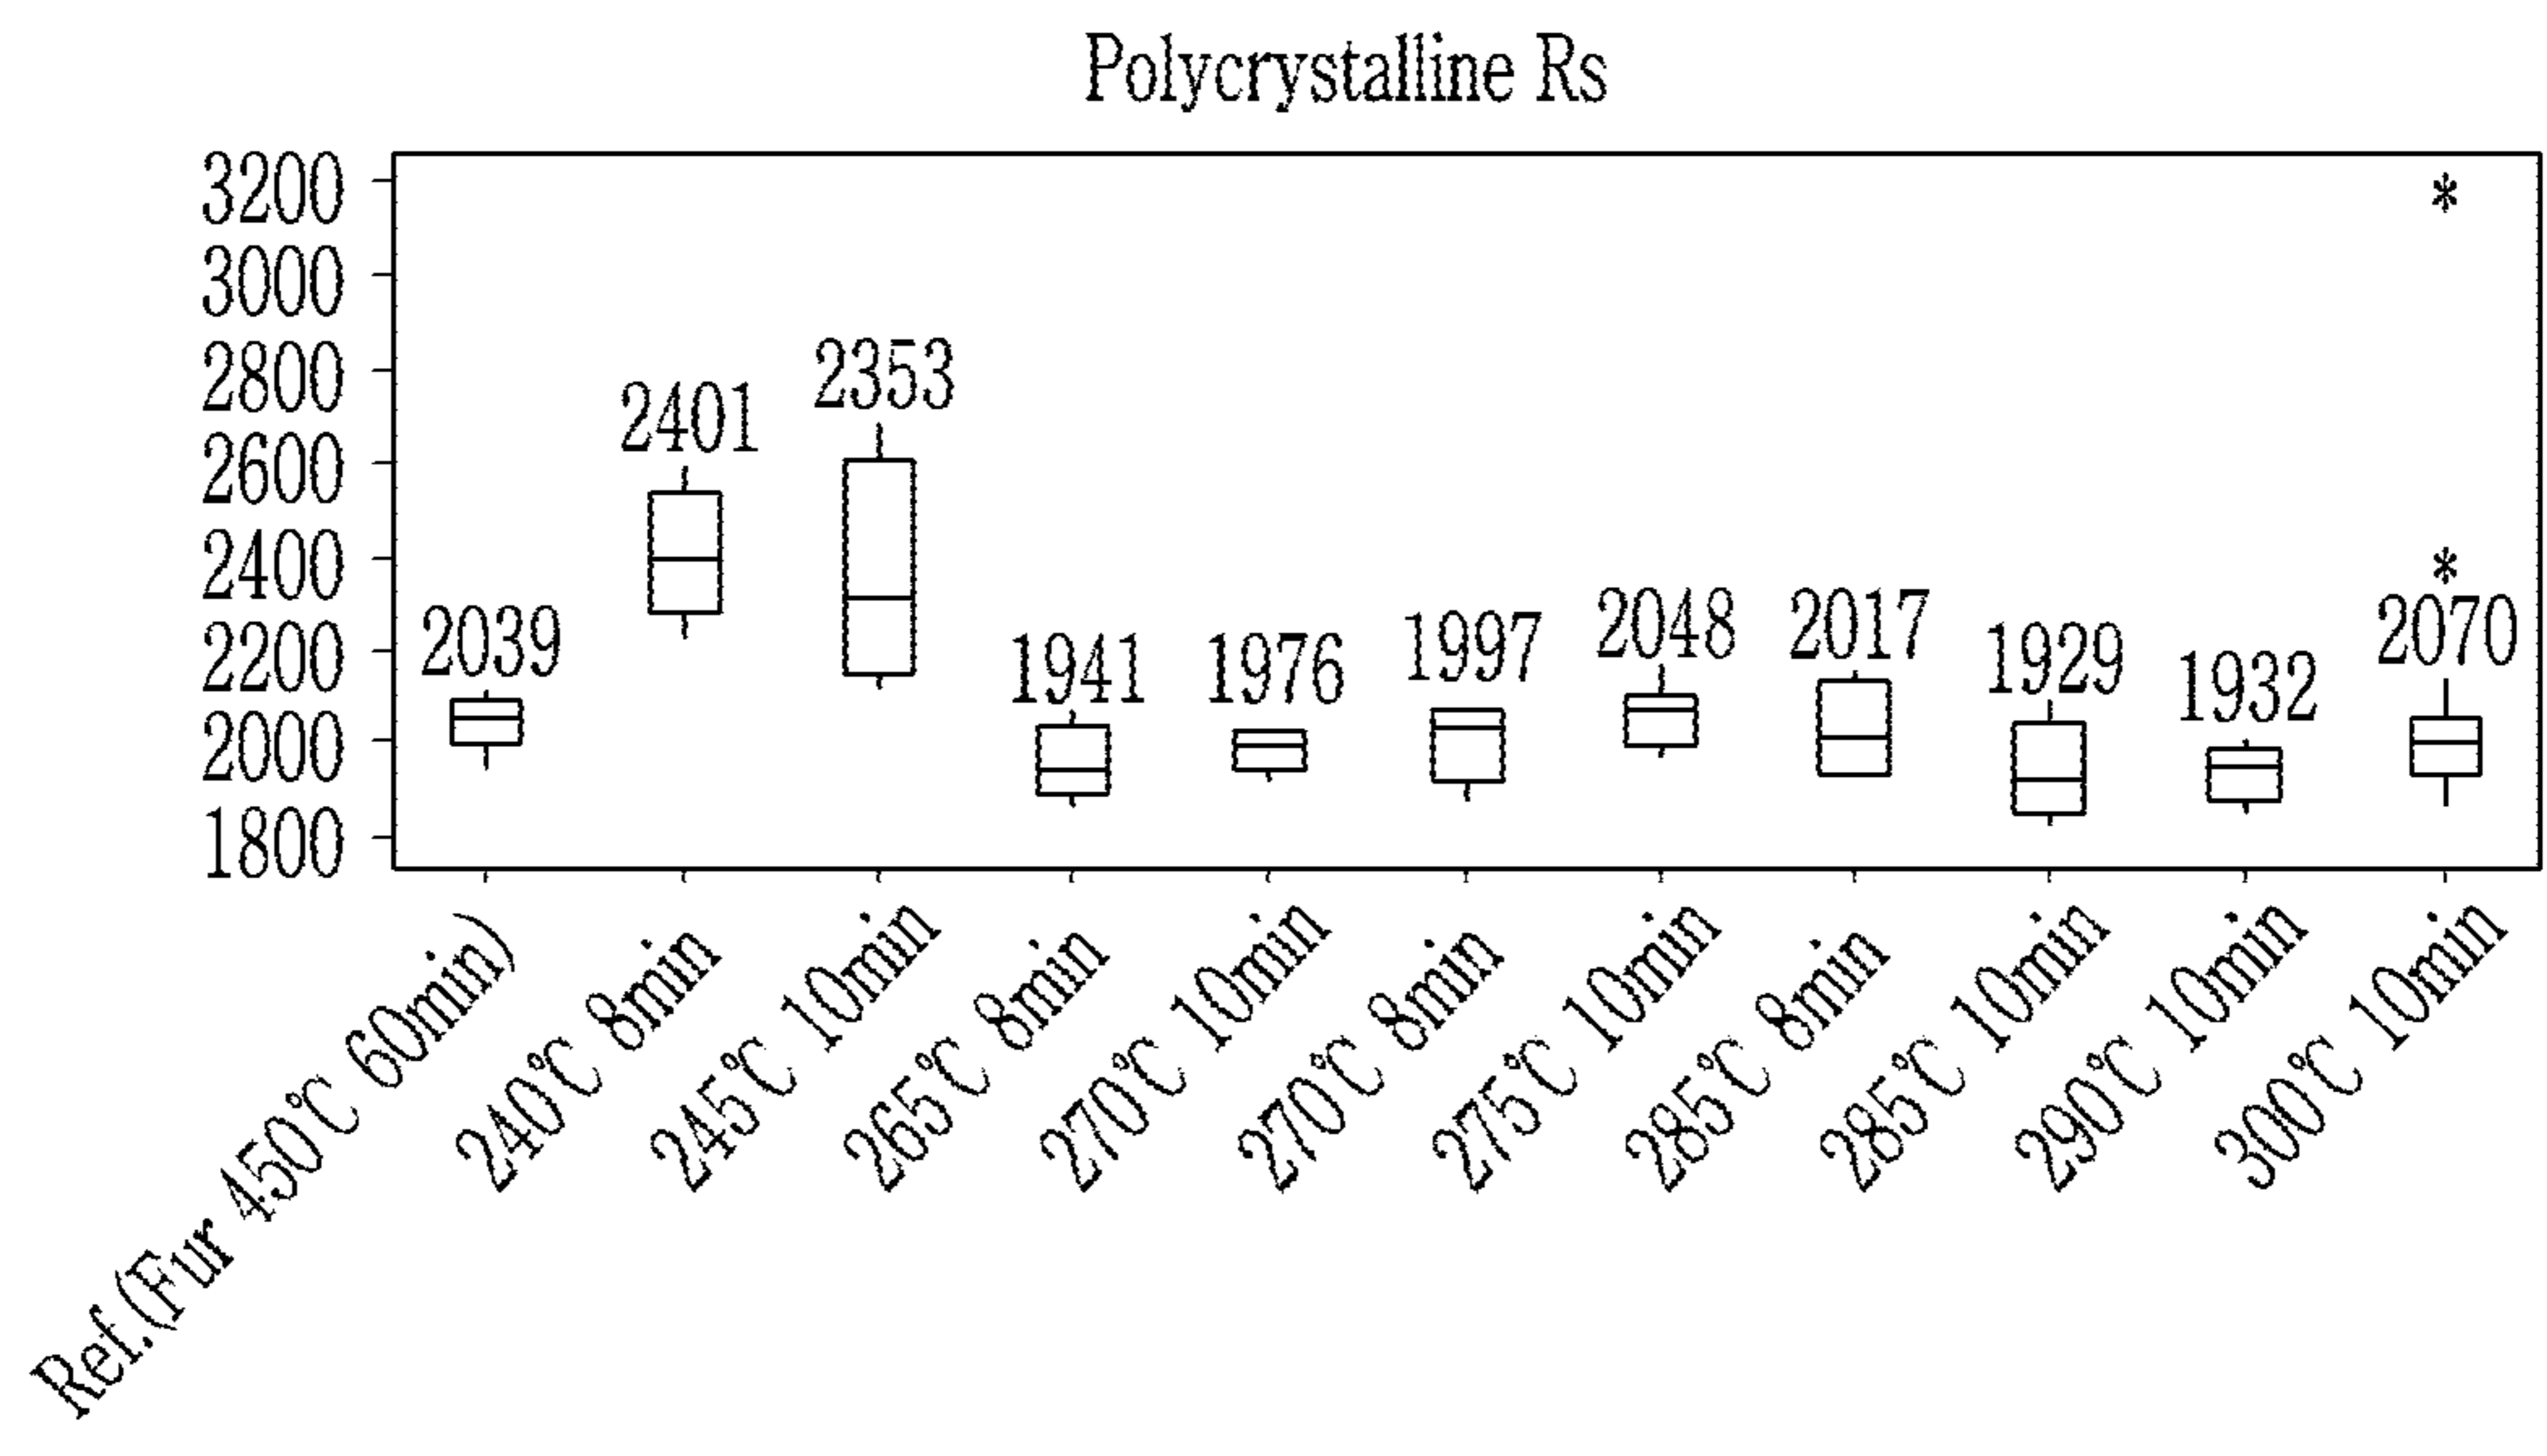 Polycrystalline Rs
3200
3000
2800
2600
2400
2200
2000
1800
2039
2401
2353
1941
1976
1997
2048
2017
1929
1932
2070
*
*
Ref.(Fur 450℃ 60min)
240℃ 8min
245℃ 10min
265℃ 8min
270℃ 10min
270℃ 8min
275℃ 10min
285℃ 8min
285℃ 10min
290℃ 10min
300℃ 10min